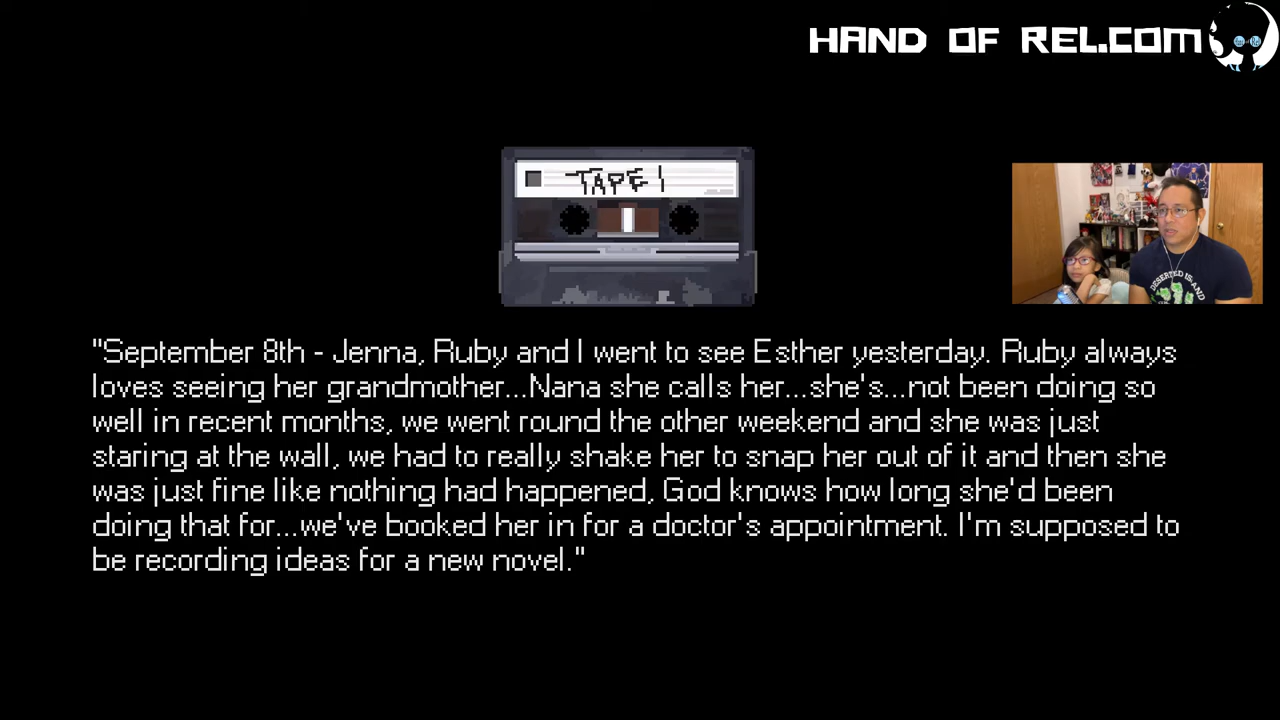 HAND OF REL.COM
TAPE 1
"September 8th - Jenna, Ruby and I went to see Esther yesterday. Ruby always
loves seeing her grandmother...Nana she calls her...she's...not been doing so
well in recent months, we went round the other weekend and she was just
staring at the wall, we had to really shake her to snap her out of it and then she
was just fine like nothing had happened, God knows how long she'd been
doing that for...we've booked her in for a doctor's appointment. I'm supposed to
be recording ideas for a new novel."
DESERTED IS-AND